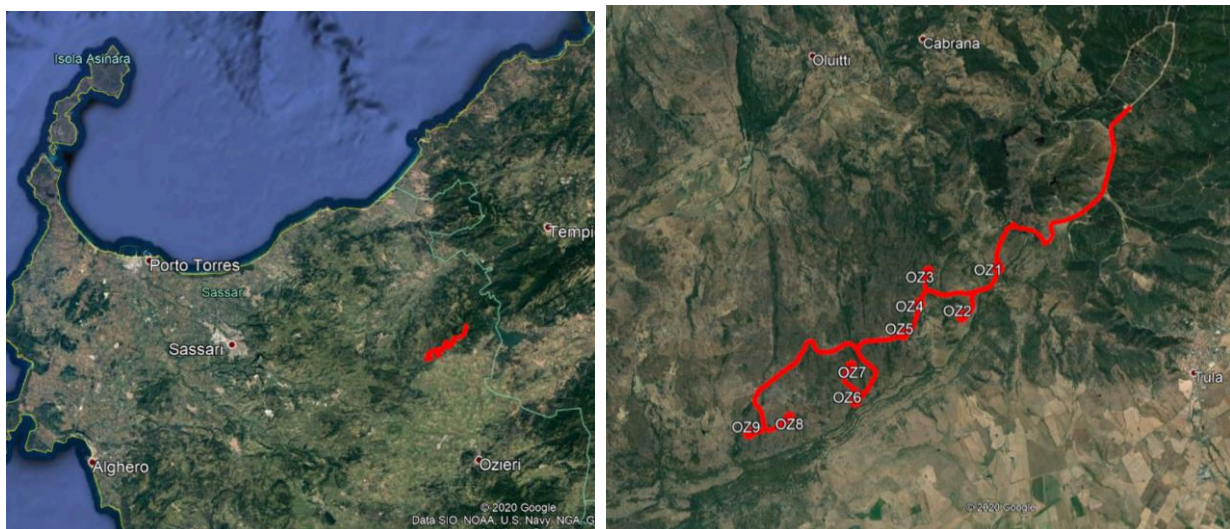 Isola Asinara
Tempi
Porto Torres
Sassari
Sassari
Alghero
Ozieri
© 2020 Google
Data SIO, NOAA, U.S. Navy, NGA, G
Cabrana
Oluitti
OZ3
OZ1
OZ4
OZ2
OZ5
Tula
OZ7
OZ6
OZ8
OZ9
© 2020 Google